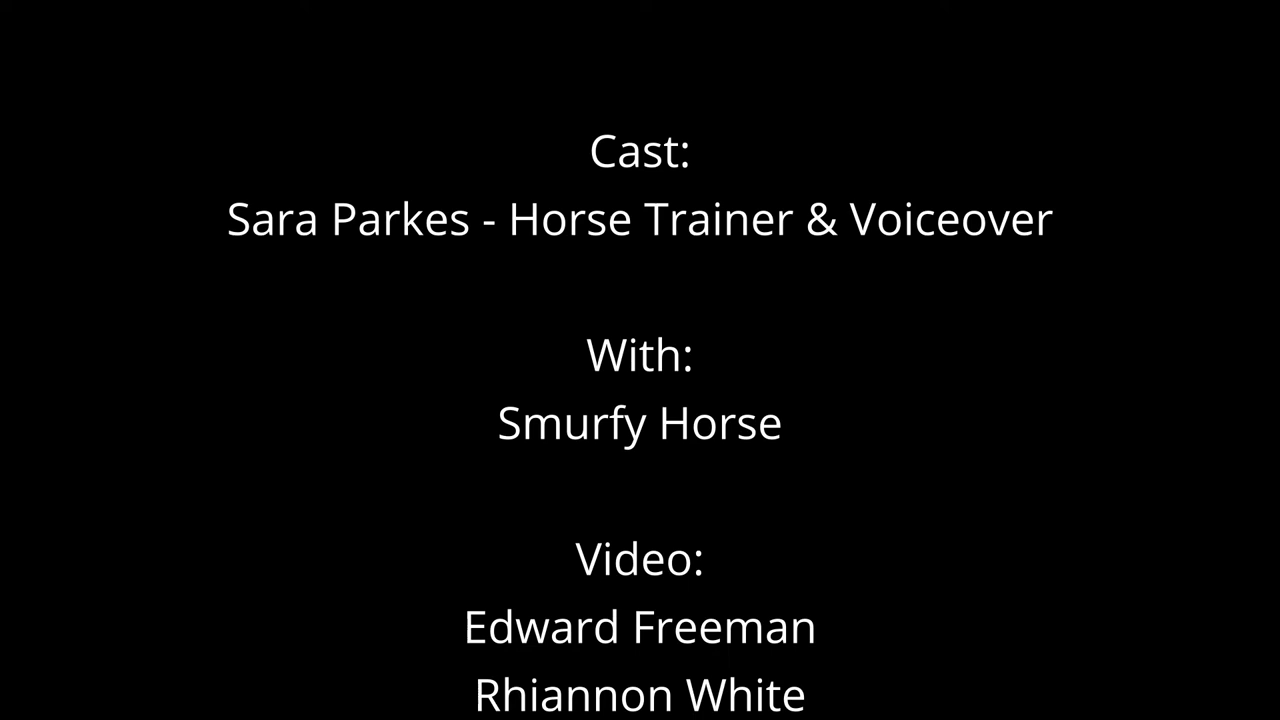 Cast:
Sara Parkes - Horse Trainer & Voiceover
With:
Smurfy Horse
Video:
Edward Freeman
Rhiannon White